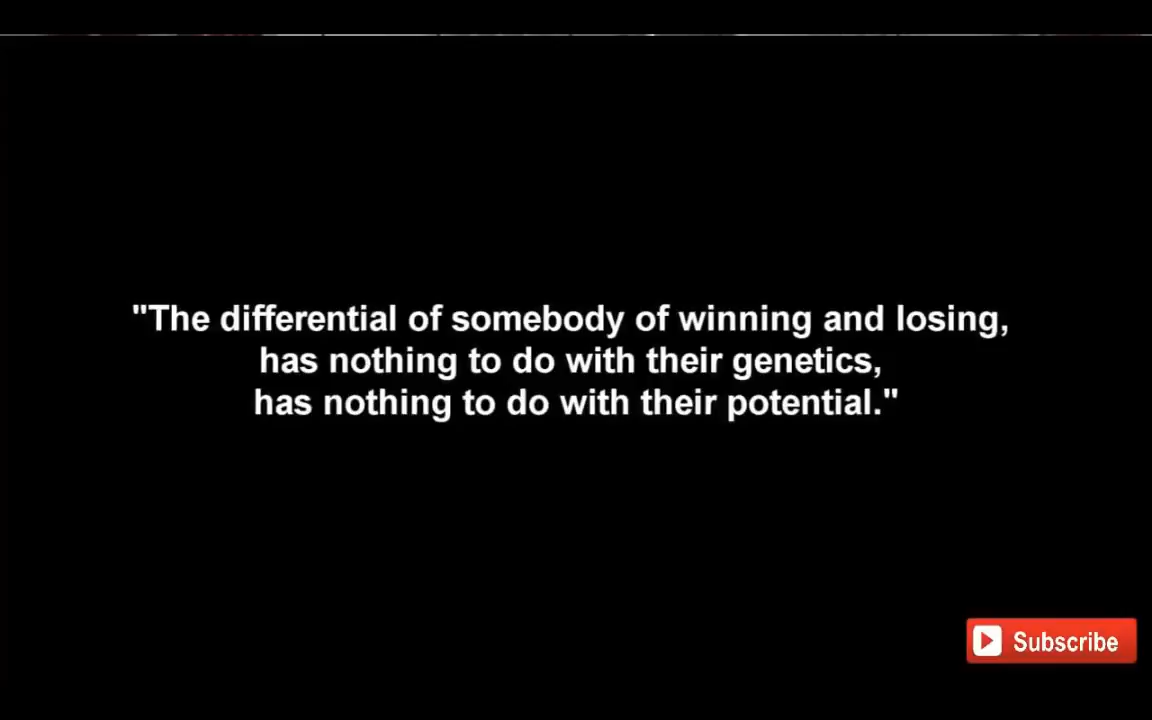 "The differential of somebody of winning and losing,
has nothing to do with their genetics,
has nothing to do with their potential."
Subscribe